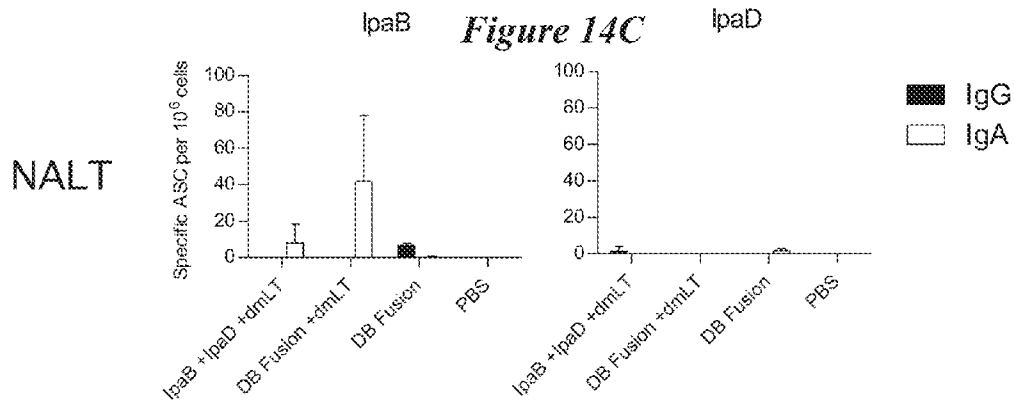 IpaB Figure 14C IpaD
NALT
Specific ASC per 10⁶ cells
100
80
60
40
20
0
IpaB +IpaD +dmLT
DB Fusion +dmLT
DB Fusion
PBS
100
80
60
40
20
0
IpaB +IpaD +dmLT
DB Fusion +dmLT
DB Fusion
PBS
IgG
IgA